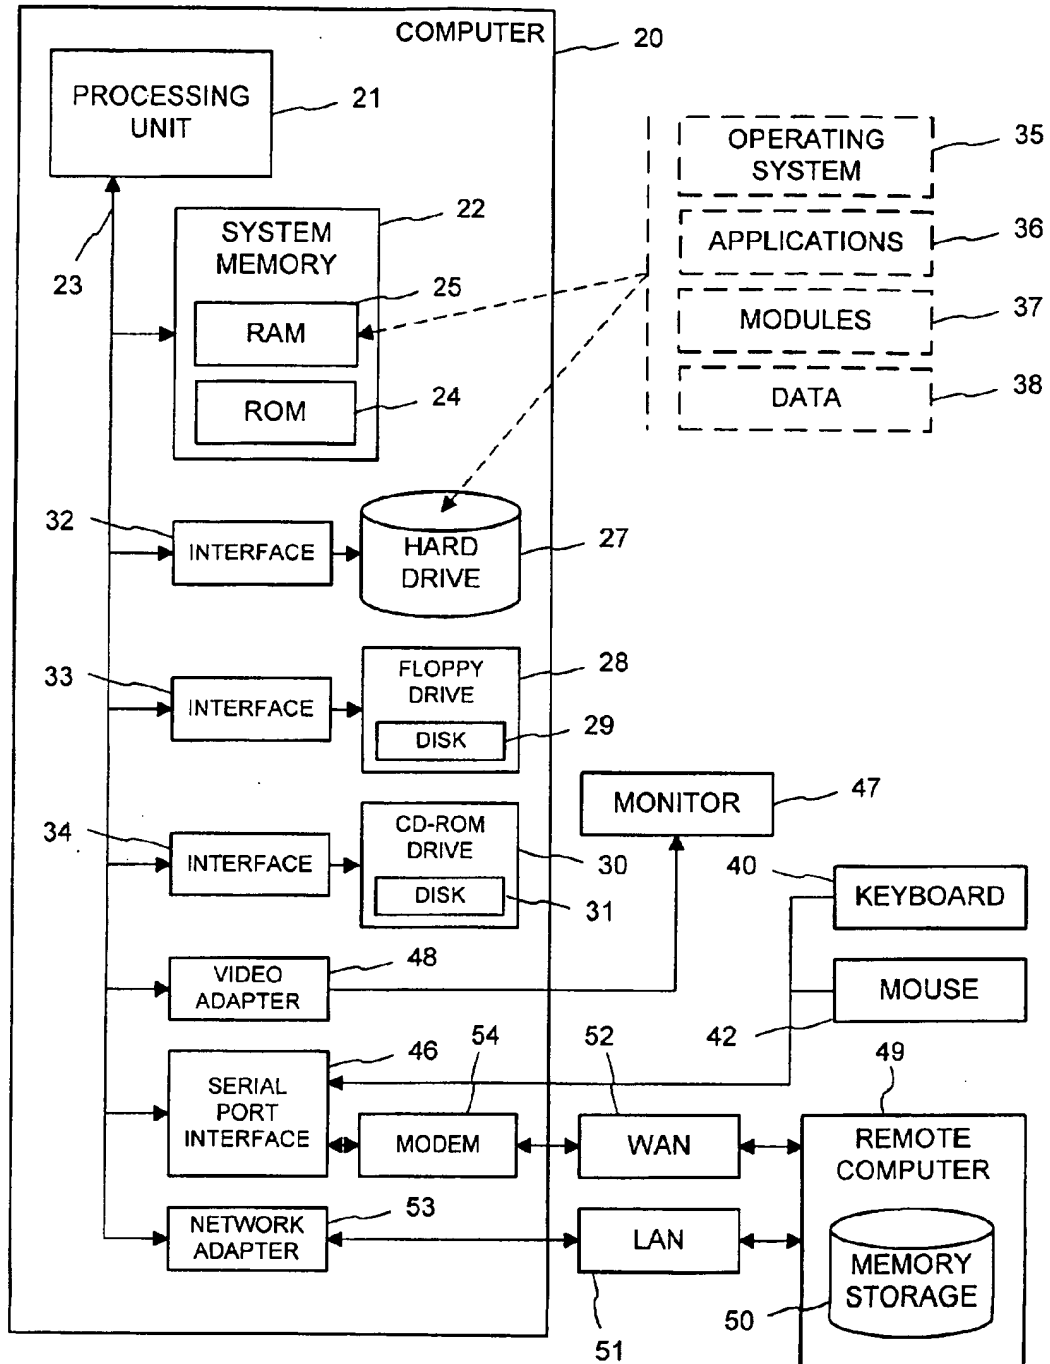 COMPUTER
20
PROCESSING
UNIT
21
OPERATING
SYSTEM
35
23
SYSTEM
MEMORY
22
APPLICATIONS
36
RAM
25
MODULES
37
ROM
24
DATA
38
32
INTERFACE
HARD
DRIVE
27
33
INTERFACE
FLOPPY
DRIVE
28
DISK
29
MONITOR
47
34
INTERFACE
CD-ROM
DRIVE
30
DISK
31
40
KEYBOARD
VIDEO
ADAPTER
48
MOUSE
42
46
SERIAL
PORT
INTERFACE
54
MODEM
52
WAN
49
REMOTE
COMPUTER
NETWORK
ADAPTER
53
LAN
51
MEMORY
STORAGE
50